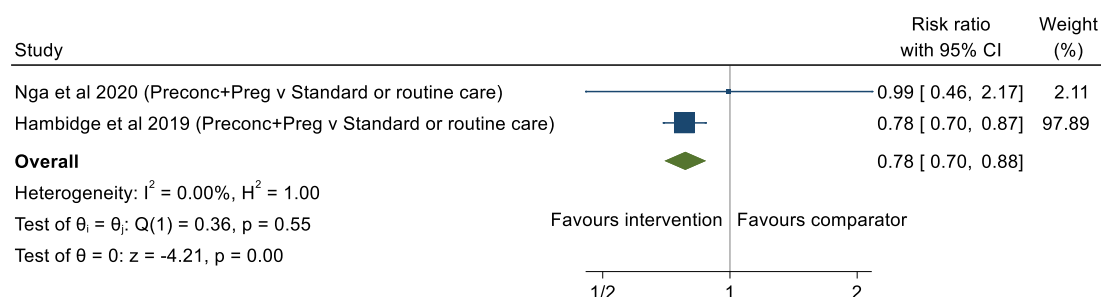 Risk ratio Weight
Study with 95% CI (%)
Nga et al 2020 (Preconc+Preg v Standard or routine care) 0.99 [ 0.46, 2.17] 2.11
Hambidge et al 2019 (Preconc+Preg v Standard or routine care) 0.78 [ 0.70, 0.87] 97.89
Overall 0.78 [ 0.70, 0.88]
Heterogeneity: I² = 0.00%, H² = 1.00
Test of θᵢ = θⱼ: Q(1) = 0.36, p = 0.55
Favours intervention Favours comparator
Test of θ = 0: z = -4.21, p = 0.00
1/2 1 2